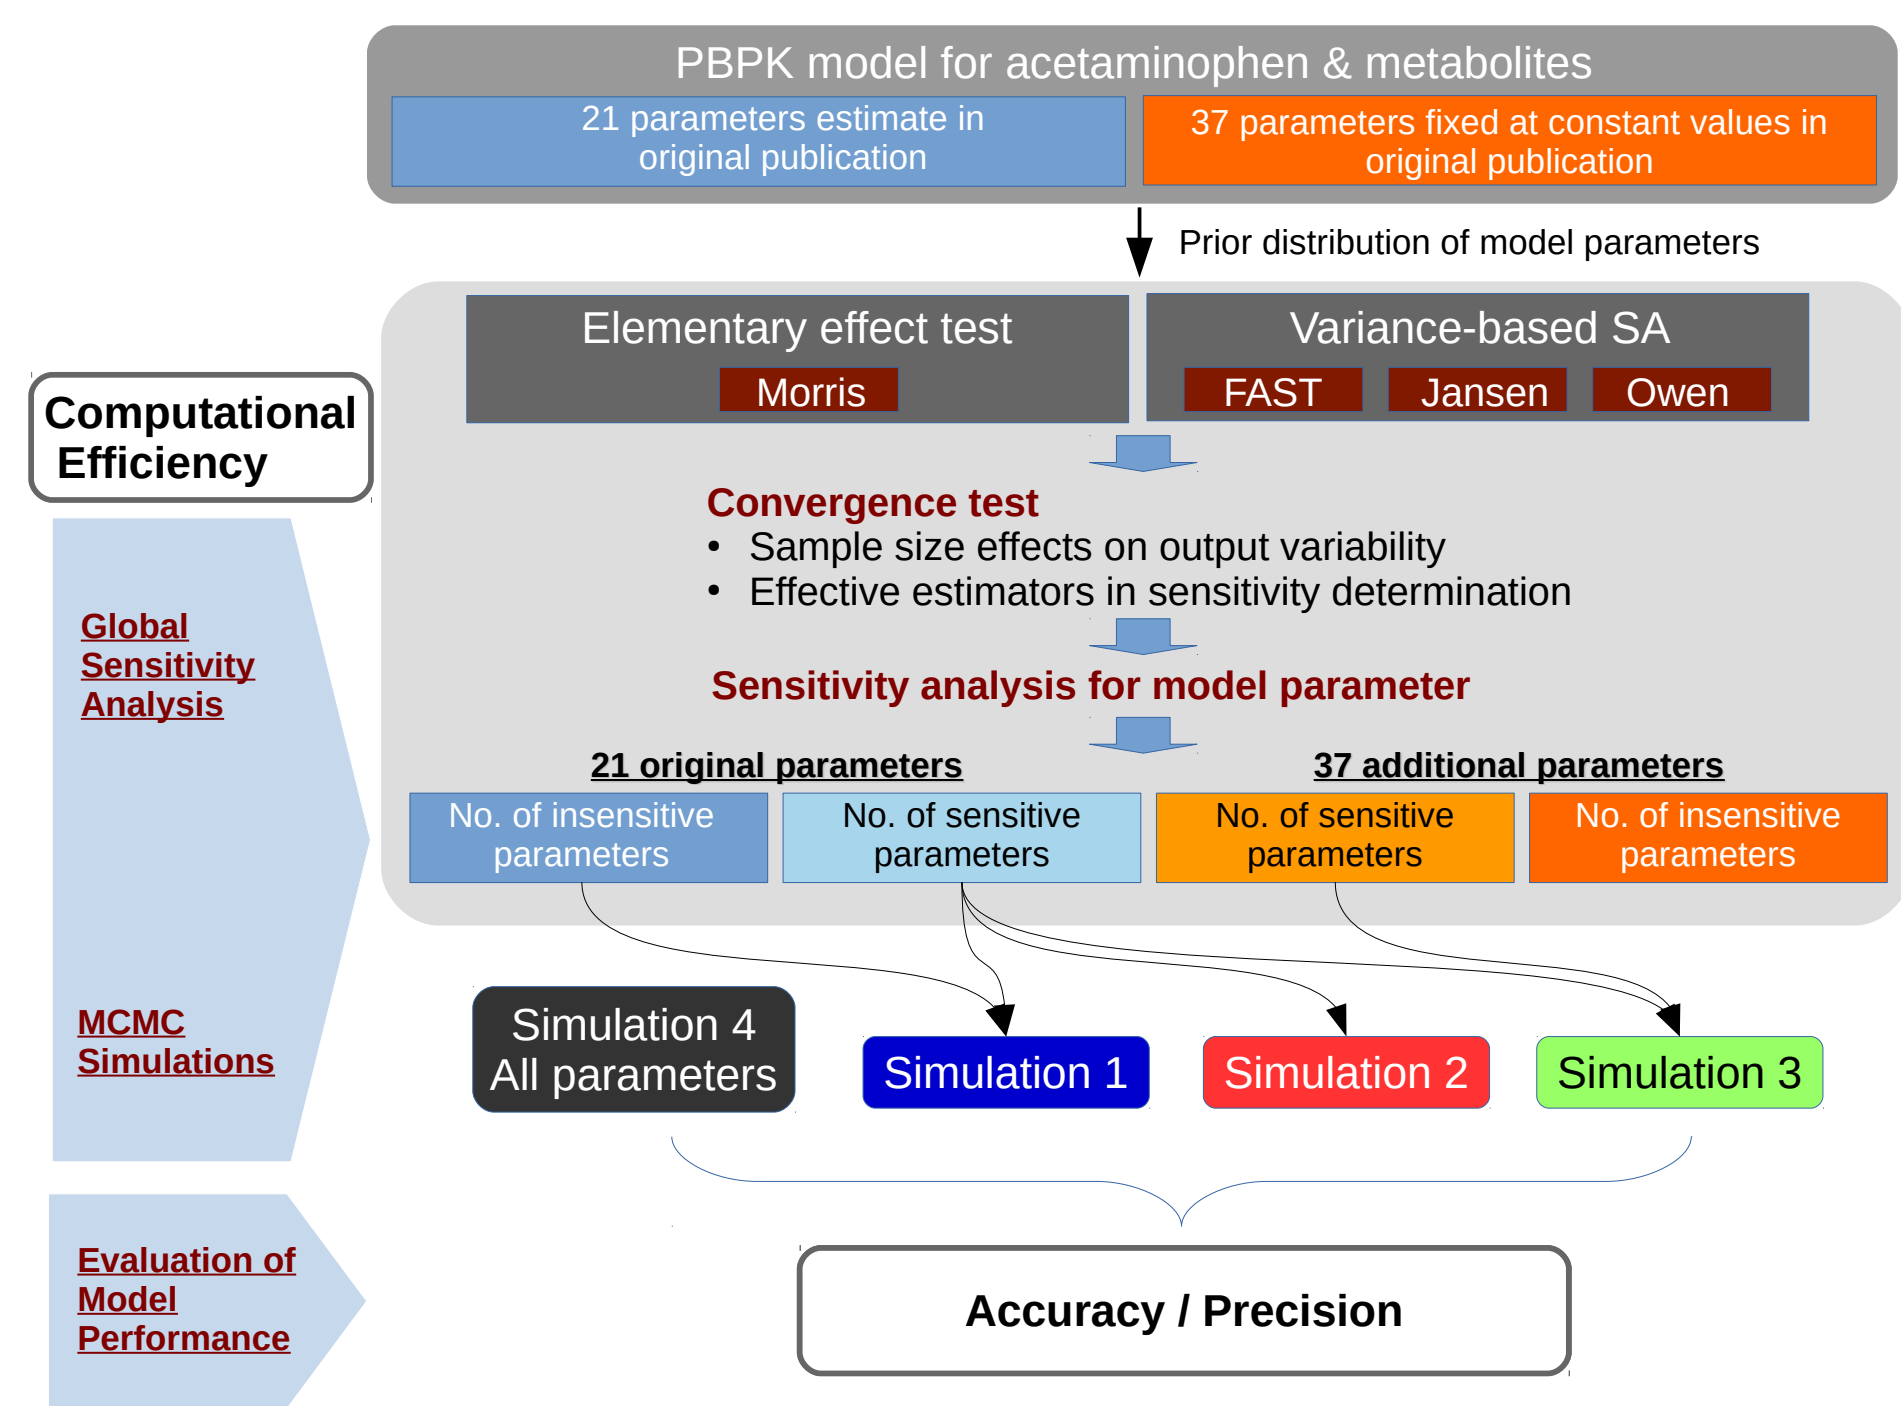 PBPK model for acetaminophen & metabolites
21 parameters estimate in
original publication
37 parameters fixed at constant values in
original publication
Prior distribution of model parameters
Elementary effect test
Morris
Variance-based SA
FAST
Jansen
Owen
Computational
Efficiency
Convergence test
• Sample size effects on output variability
• Effective estimators in sensitivity determination
Global
Sensitivity
Analysis
Sensitivity analysis for model parameter
21 original parameters
37 additional parameters
No. of insensitive
parameters
No. of sensitive
parameters
No. of sensitive
parameters
No. of insensitive
parameters
MCMC
Simulations
Simulation 4
All parameters
Simulation 1
Simulation 2
Simulation 3
Evaluation of
Model
Performance
Accuracy / Precision